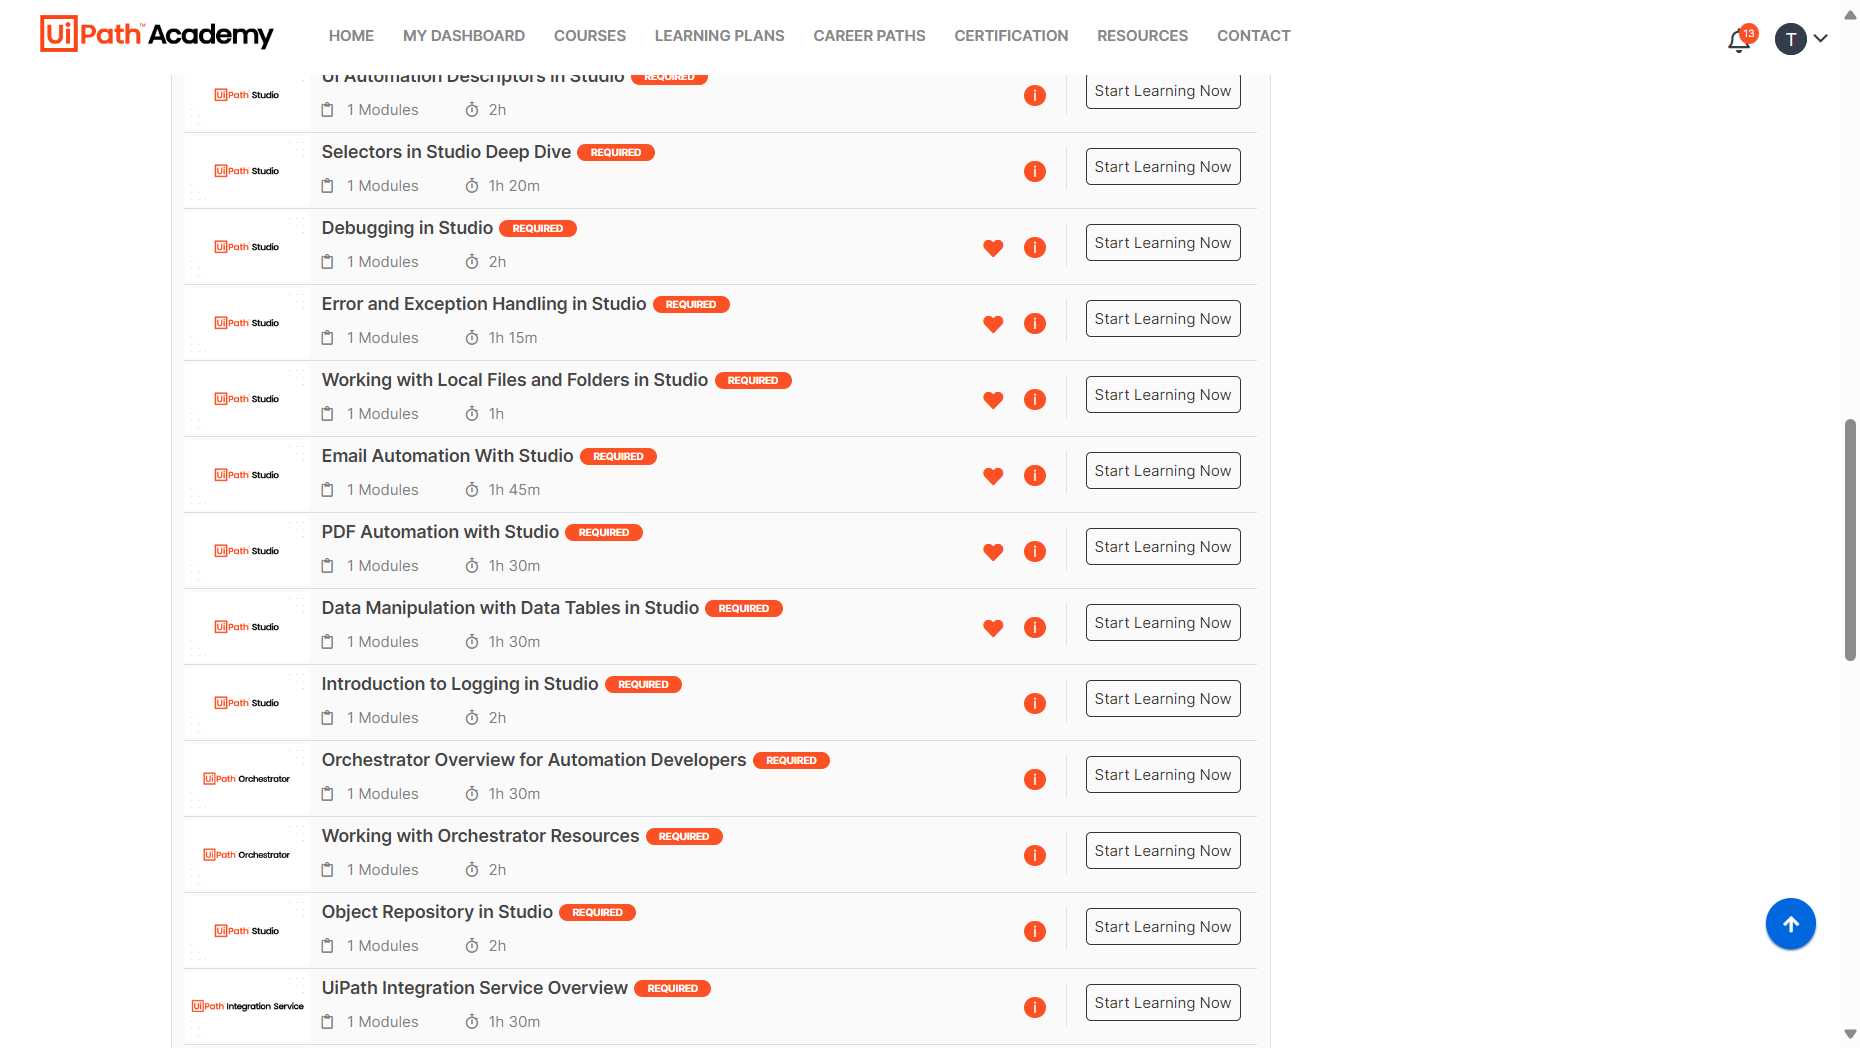 UiPath™ Academy
HOME
MY DASHBOARD
COURSES
LEARNING PLANS
CAREER PATHS
CERTIFICATION
RESOURCES
CONTACT
13
T
UiPath Studio
UI Automation Descriptors in Studio REQUIRED
1 Modules 2h
Start Learning Now
UiPath Studio
Selectors in Studio Deep Dive REQUIRED
1 Modules 1h 20m
Start Learning Now
UiPath Studio
Debugging in Studio REQUIRED
1 Modules 2h
Start Learning Now
UiPath Studio
Error and Exception Handling in Studio REQUIRED
1 Modules 1h 15m
Start Learning Now
UiPath Studio
Working with Local Files and Folders in Studio REQUIRED
1 Modules 1h
Start Learning Now
UiPath Studio
Email Automation With Studio REQUIRED
1 Modules 1h 45m
Start Learning Now
UiPath Studio
PDF Automation with Studio REQUIRED
1 Modules 1h 30m
Start Learning Now
UiPath Studio
Data Manipulation with Data Tables in Studio REQUIRED
1 Modules 1h 30m
Start Learning Now
UiPath Studio
Introduction to Logging in Studio REQUIRED
1 Modules 2h
Start Learning Now
UiPath Orchestrator
Orchestrator Overview for Automation Developers REQUIRED
1 Modules 1h 30m
Start Learning Now
UiPath Orchestrator
Working with Orchestrator Resources REQUIRED
1 Modules 2h
Start Learning Now
UiPath Studio
Object Repository in Studio REQUIRED
1 Modules 2h
Start Learning Now
UiPath Integration Service
UiPath Integration Service Overview REQUIRED
1 Modules 1h 30m
Start Learning Now